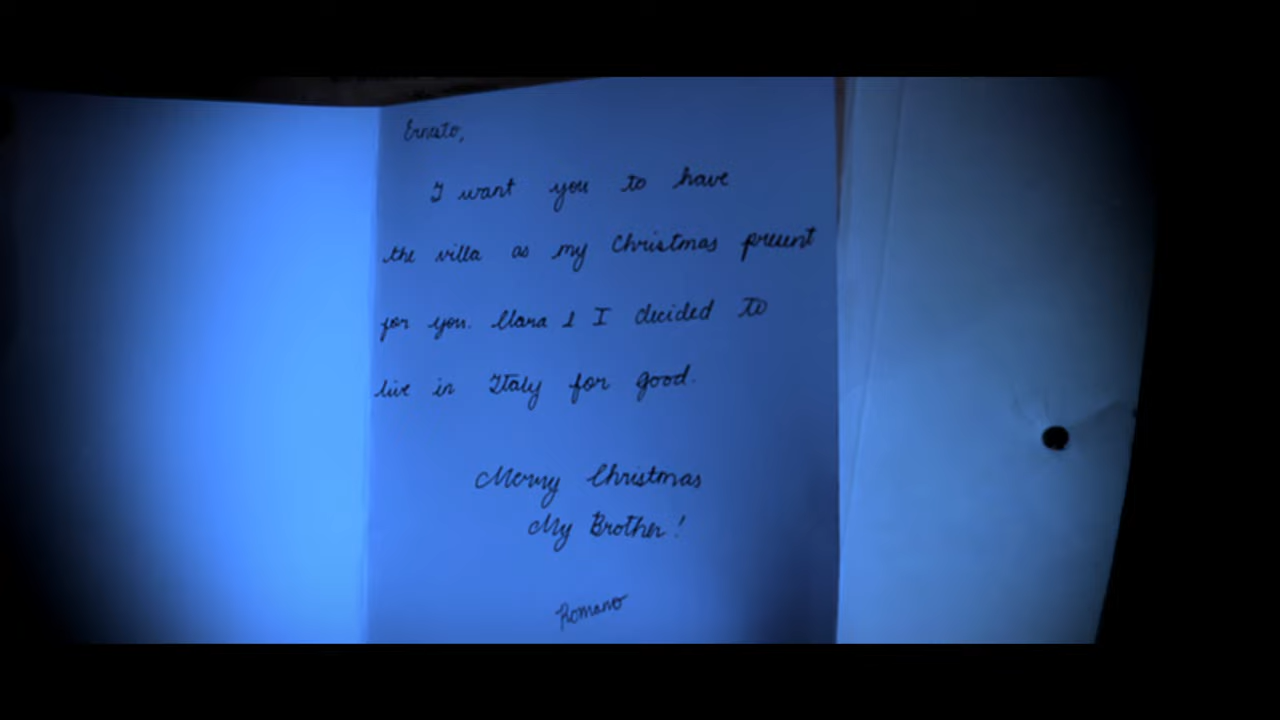 Ernesto,
I want you to have
the villa as my Christmas present
for you. Clara & I decided to
live in Italy for good.
Merry Christmas
My Brother!
Romano